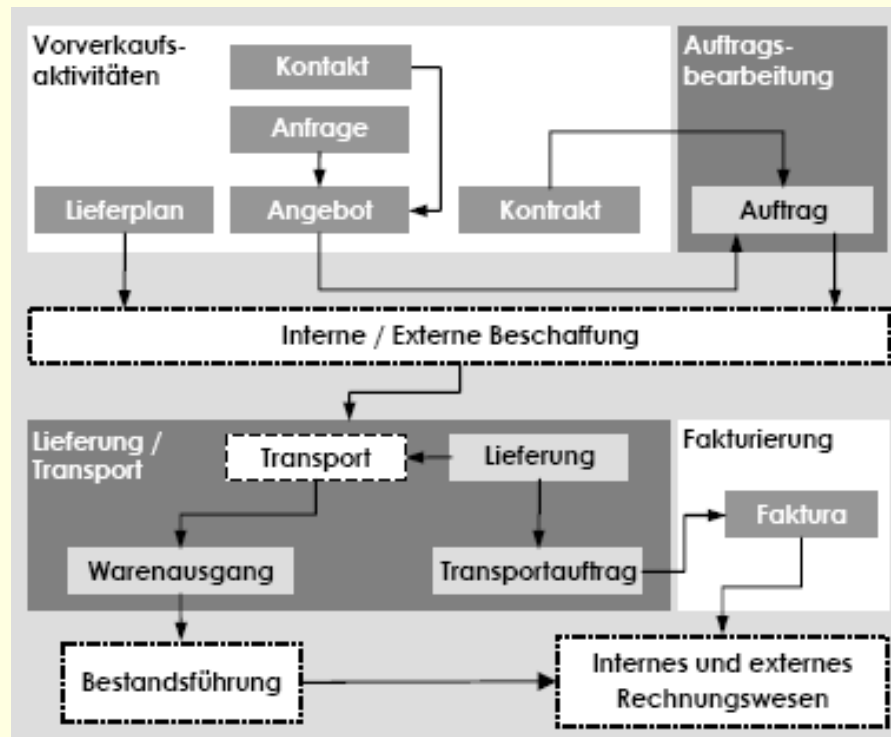 Vorverkaufs-
aktivitäten
Kontakt
Anfrage
Lieferplan
Angebot
Kontrakt
Auftrags-
bearbeitung
Auftrag
Interne / Externe Beschaffung
Lieferung /
Transport
Transport
Lieferung
Warenausgang
Transportauftrag
Fakturierung
Faktura
Bestandsführung
Internes und externes
Rechnungswesen